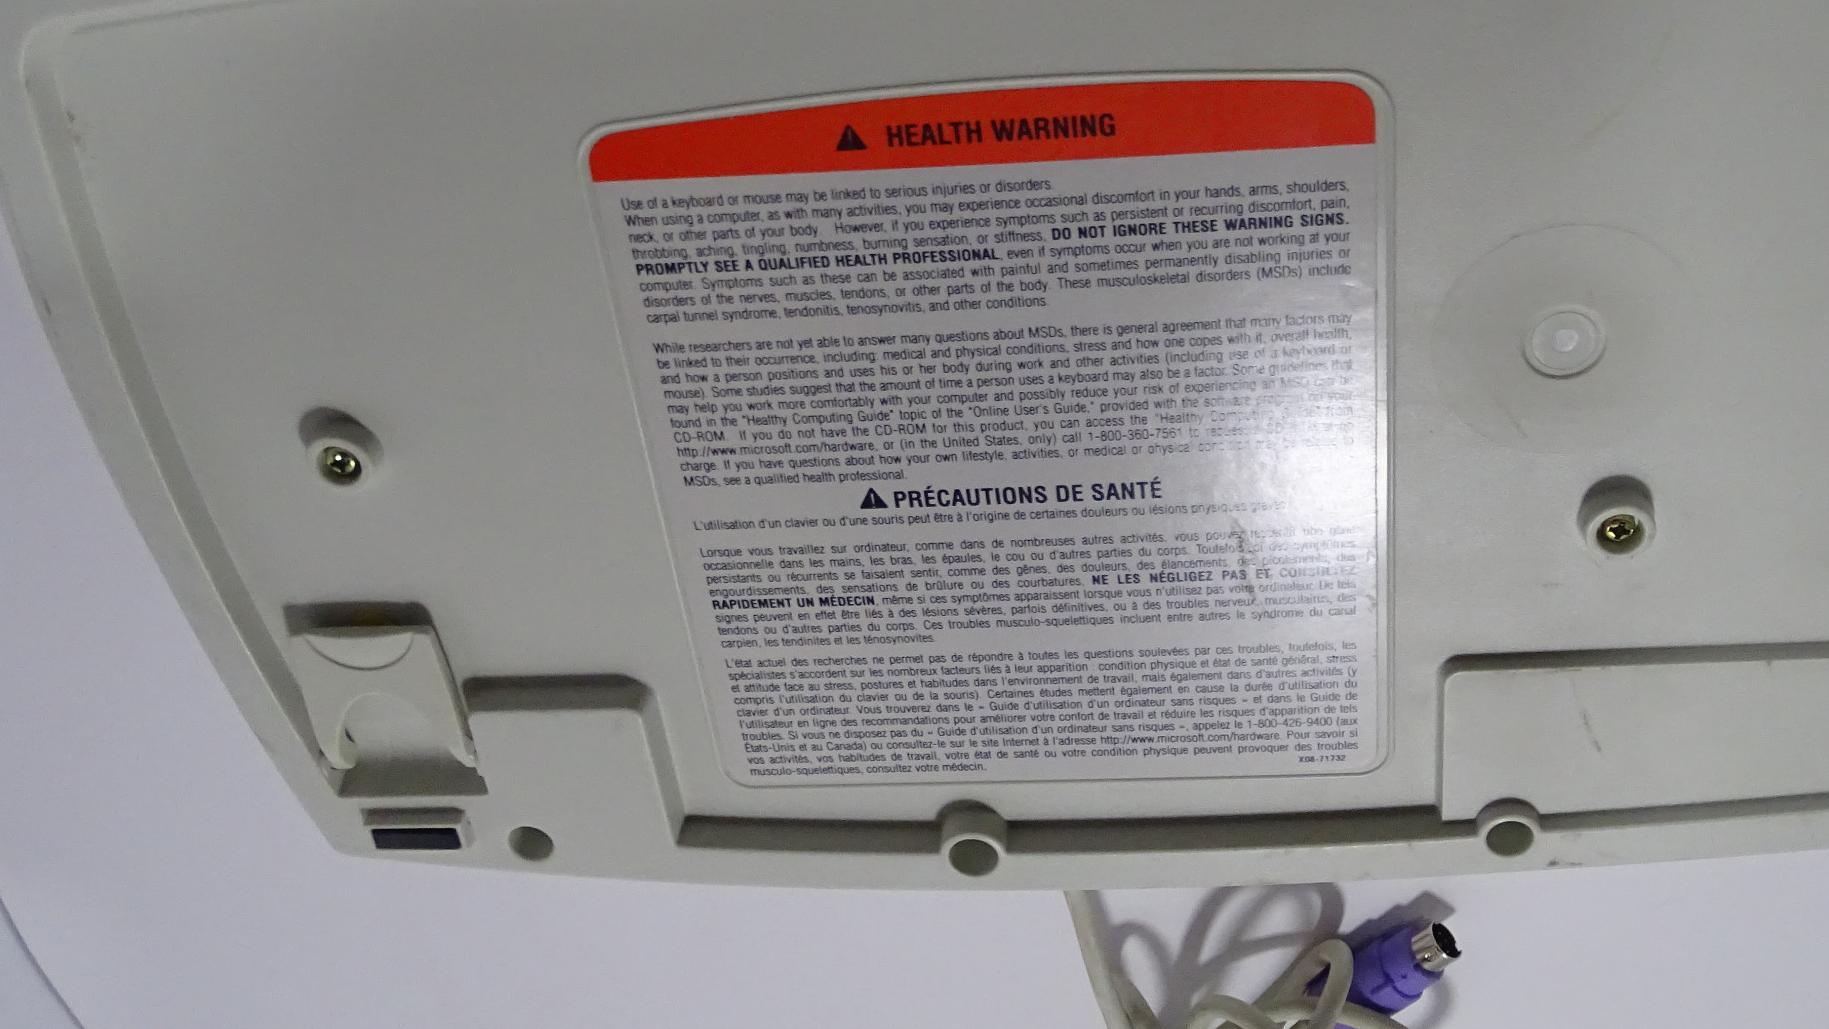 HEALTH WARNING
Use of a keyboard or mouse may be linked to serious injuries or disorders.
When using a computer, as with many activities, you may experience occasional discomfort in your hands, arms, shoulders,
neck, or other parts of your body. However, if you experience symptoms such as persistent or recurring discomfort, pain,
throbbing, aching, tingling, numbness, burning sensation, or stiffness, DO NOT IGNORE THESE WARNING SIGNS.
PROMPTLY SEE A QUALIFIED HEALTH PROFESSIONAL, even if symptoms occur when you are not working at your
computer. Symptoms such as these can be associated with painful and sometimes permanently disabling injuries or
disorders of the nerves, muscles, tendons, or other parts of the body. These musculoskeletal disorders (MSDs) include
carpal tunnel syndrome, tendonitis, tenosynovitis, and other conditions.
While researchers are not yet able to answer many questions about MSDs, there is general agreement that many factors may
be linked to their occurrence, including: medical and physical conditions, stress and how one copes with it, overall health,
and how a person positions and uses his or her body during work and other activities (including use of a keyboard or
mouse). Some studies suggest that the amount of time a person uses a keyboard may also be a factor. Some guidelines that
may help you work more comfortably with your computer and possibly reduce your risk of experiencing an MSD can be
found in the "Healthy Computing Guide" topic of the "Online User's Guide," provided with the software program on your
CD-ROM. If you do not have the CD-ROM for this product, you can access the "Healthy Computing Guide" from
http://www.microsoft.com/hardware, or (in the United States, only) call 1-800-360-7561 to request
charge. If you have questions about how your own lifestyle, activities, or medical or physical condition may be related to
MSDs, see a qualified health professional.
PRÉCAUTIONS DE SANTÉ
L'utilisation d'un clavier ou d'une souris peut être à l'origine de certaines douleurs ou lésions physiques graves.
Lorsque vous travaillez sur ordinateur, comme dans de nombreuses autres activités, vous pouvez ressentir une gêne
occasionnelle dans les mains, les bras, les épaules, le cou ou d'autres parties du corps. Toutefois, si des symptômes
persistants ou récurrents se faisaient sentir, comme des gênes, des douleurs, des élancements, des picotements, des
engourdissements, des sensations de brûlure ou des courbatures, NE LES NÉGLIGEZ PAS ET CONSULTEZ
RAPIDEMENT UN MÉDECIN, même si ces symptômes apparaissent lorsque vous n'utilisez pas votre ordinateur. De tels
signes peuvent en effet être liés à des lésions sévères, parfois définitives, ou à des troubles nerveux, musculaires, des
tendons ou d'autres parties du corps. Ces troubles musculo-squelettiques incluent entre autres le syndrome du canal
carpien, les tendinites et les ténosynovites.
L'état actuel des recherches ne permet pas de répondre à toutes les questions soulevées par ces troubles, toutefois, les
spécialistes s'accordent sur les nombreux facteurs liés à leur apparition : condition physique et état de santé général, stress
et attitude face au stress, postures et habitudes dans l'environnement de travail, mais également dans d'autres activités (y
compris l'utilisation du clavier ou de la souris). Certaines études mettent également en cause la durée d'utilisation du
clavier d'un ordinateur. Vous trouverez dans le « Guide d'utilisation d'un ordinateur sans risques » et dans le Guide de
l'utilisateur en ligne des recommandations pour améliorer votre confort de travail et réduire les risques d'apparition de tels
troubles. Si vous ne disposez pas du « Guide d'utilisation d'un ordinateur sans risques », appelez le 1-800-426-9400 (aux
États-Unis et au Canada) ou consultez-le sur le site Internet à l'adresse http://www.microsoft.com/hardware. Pour savoir si
vos activités, vos habitudes de travail, votre état de santé ou votre condition physique peuvent provoquer des troubles
musculo-squelettiques, consultez votre médecin.
X08-71732